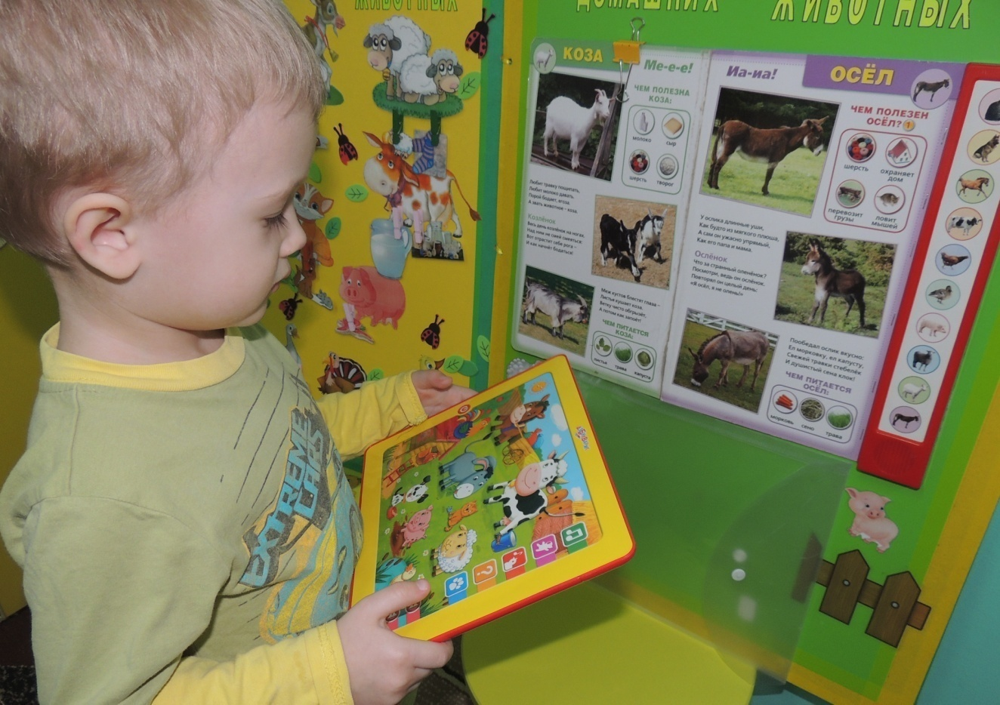 ЖИВОТНЫХ
ДОМАШНИХ ЖИВОТНЫХ
КОЗА
Ме-е-е!
ЧЕМ ПОЛЕЗНА
КОЗА:
молоко
сыр
шерсть
творог
Любит травку пощипать,
Любит молоко давать.
Порой бодает, егоза.
А звать животное – коза.
Козлёнок
Весь день козлёнок на ногах.
Над ним не смей смеяться:
Вот отрастит себе рога –
И как начнёт бодаться!
Меж кустов блестят глаза –
Листья кушает коза.
Ветку чисто обгрызёт,
А потом как запоёт!
ЧЕМ ПИТАЕТСЯ
КОЗА:
листья
трава
капуста
Иа-иа!
ОСЁЛ
ЧЕМ ПОЛЕЗЕН
ОСЁЛ? 1
шерсть
охраняет
дом
перевозит
грузы
ловит
мышей
У ослика длинные уши,
Как будто из мягкого плюша,
А сам он ужасно упрямый,
Как его папа и мама.
Ослёнок
Что за странный оленёнок?
Посмотри, ведь он ослёнок.
Повторял он целый день:
«Я осёл, я не олень!»
Пообедал ослик вкусно:
Ел морковку, ел капусту,
Свежей травки стебелёк
И душистый сена клок!
ЧЕМ ПИТАЕТСЯ
ОСЁЛ:
морковь
сено
трава
EXTREME